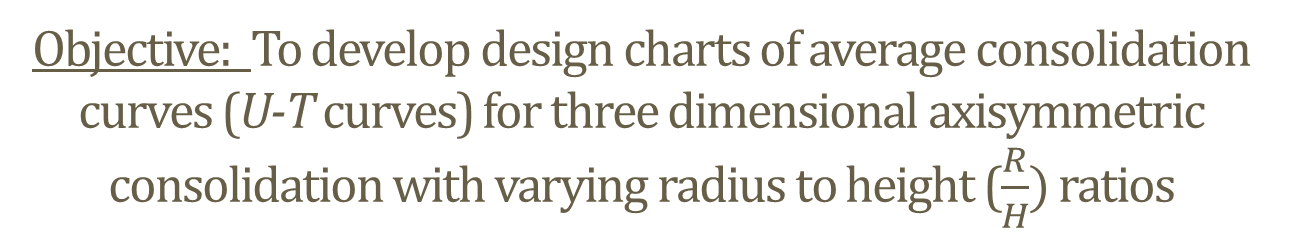 Objective: To develop design charts of average consolidation
curves (U-T curves) for three dimensional axisymmetric
consolidation with varying radius to height (R/H) ratios